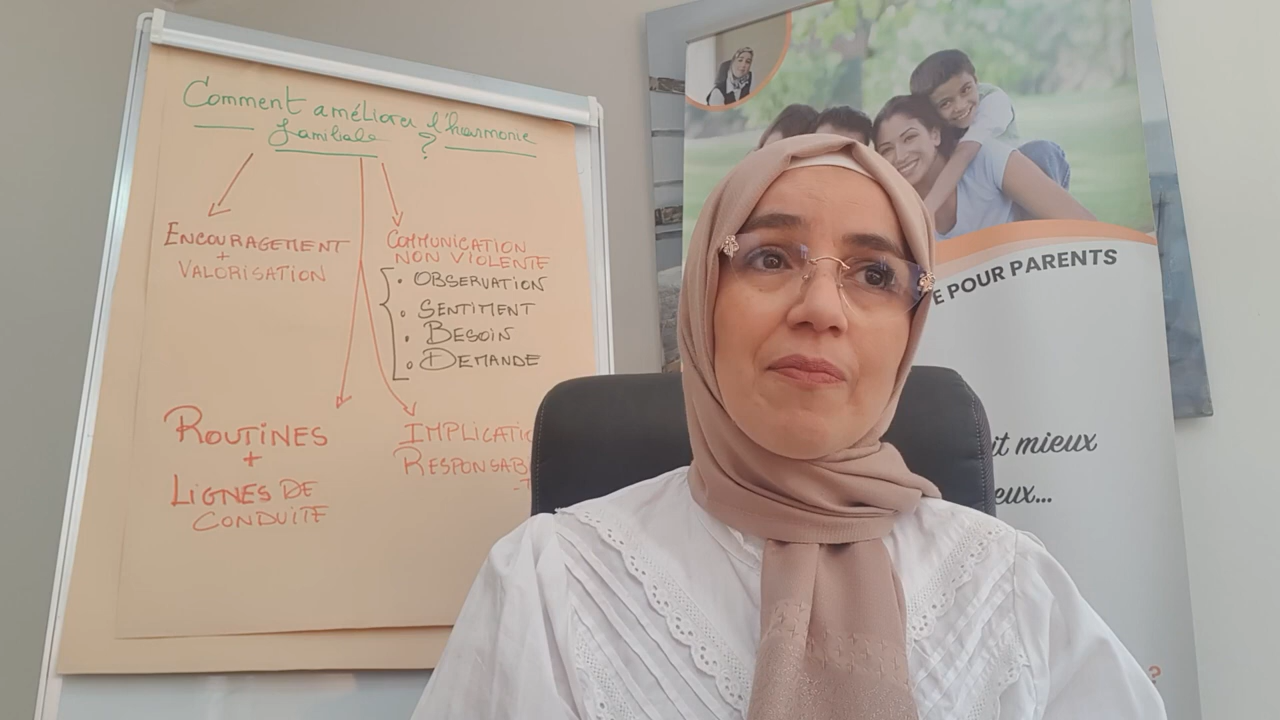 Comment améliorer l'harmonie
familiale ?
ENCOURAGEMENT
+
VALORISATION
COMMUNICATION
NON VIOLENTE
. OBSERVATION
. SENTIMENT
. BESOIN
. DEMANDE
ROUTINES
+
LIGNES DE
CONDUITE
IMPLICATIO
RESPONSAB
E POUR PARENTS
it mieux
eux...
?